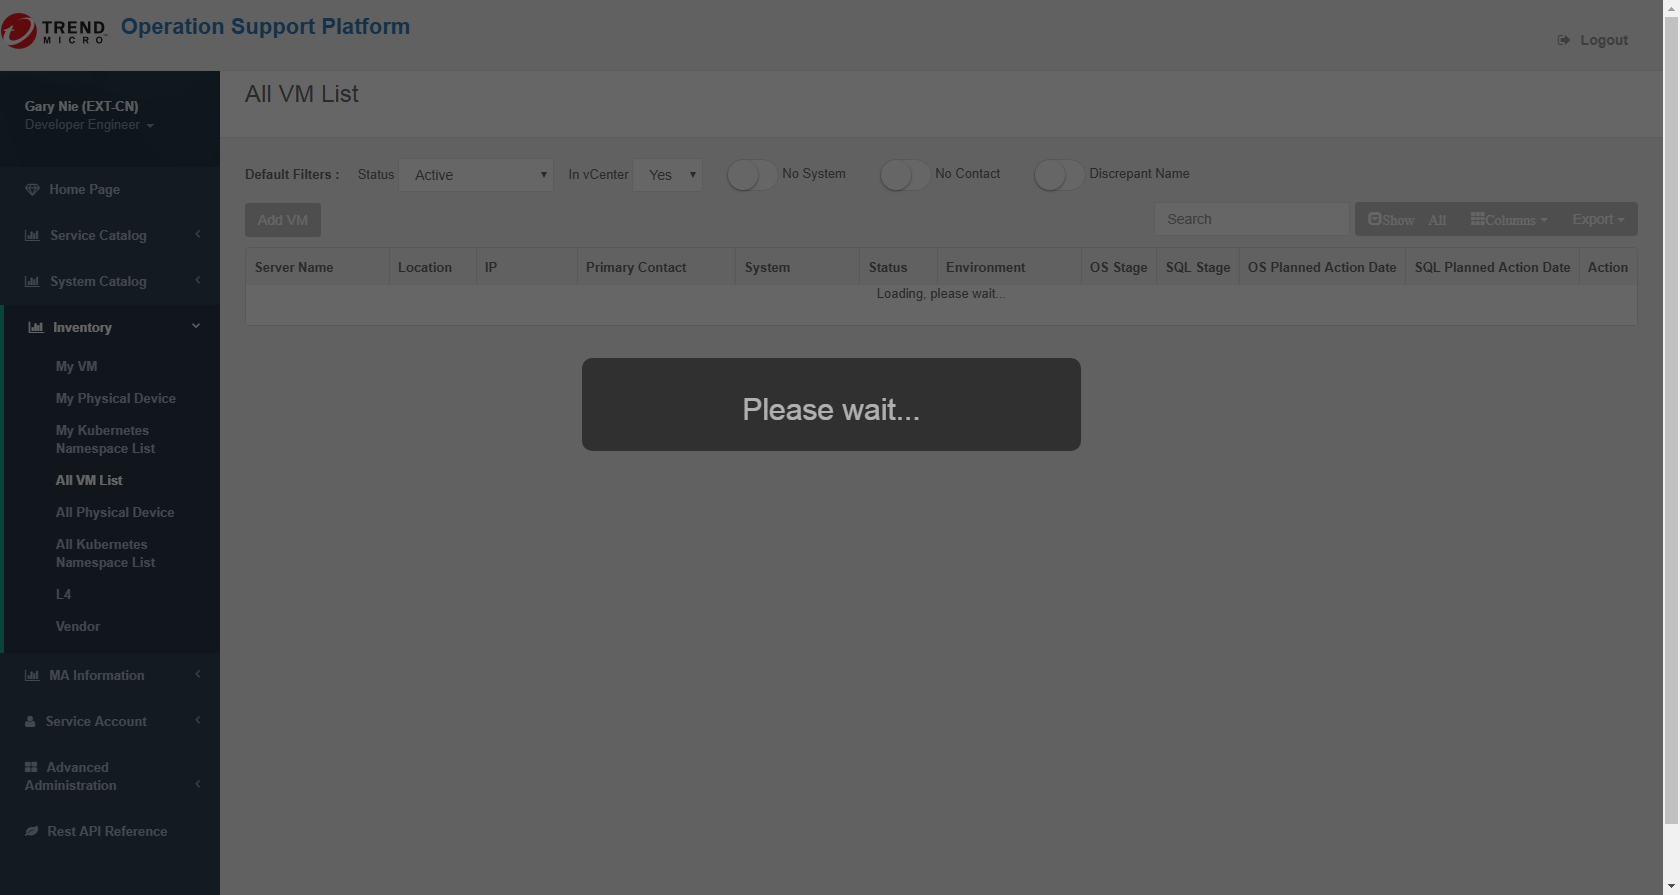 TREND
MICRO
Operation Support Platform
Logout
Gary Nie (EXT-CN)
Developer Engineer
Home Page
Service Catalog
System Catalog
Inventory
My VM
My Physical Device
My Kubernetes
Namespace List
All VM List
All Physical Device
All Kubernetes
Namespace List
L4
Vendor
MA Information
Service Account
Advanced
Administration
Rest API Reference
All VM List
Default Filters : Status Active In vCenter Yes No System No Contact Discrepant Name
Add VM Search Show All Columns Export
Server Name Location IP Primary Contact System Status Environment OS Stage SQL Stage OS Planned Action Date SQL Planned Action Date Action
Loading, please wait...
Please wait...